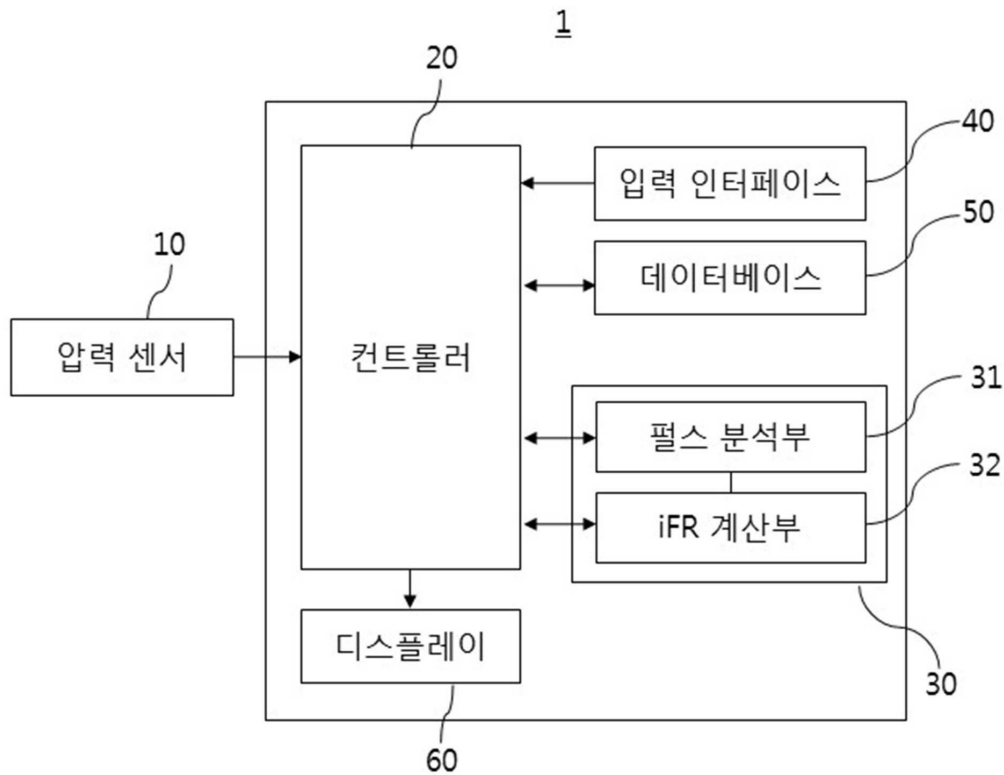 1
20
40
입력 인터페이스
50
10
데이터베이스
압력 센서
컨트롤러
31
펄스 분석부
32
iFR 계산부
디스플레이
30
60